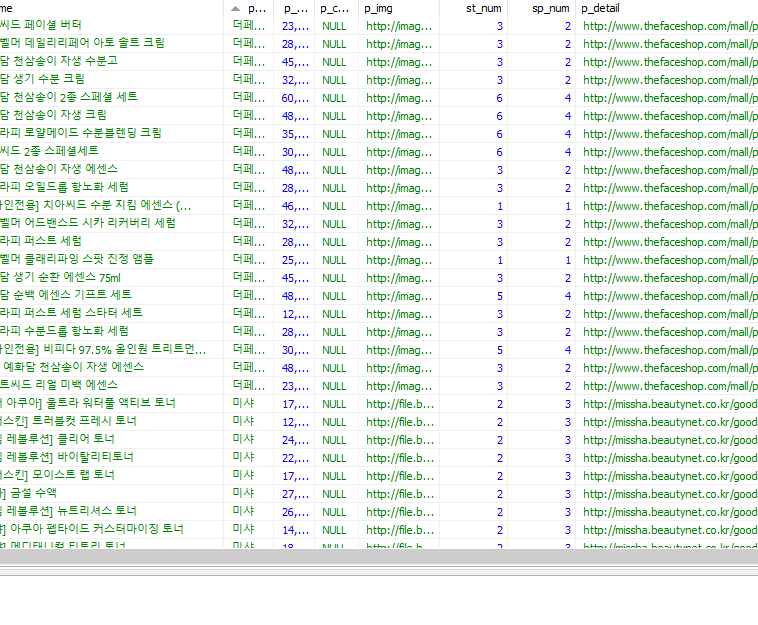 me p... p_... p_c... p_img st_num sp_num p_detail
씨드 페이셜 버터 더페... 23,... NULL http://imag... 3 2 http://www.thefaceshop.com/mall/p
벨머 데일리리페어 아토 솔트 크림 더페... 28,... NULL http://imag... 3 2 http://www.thefaceshop.com/mall/p
담 천삼송이 자생 수분고 더페... 45,... NULL http://imag... 3 2 http://www.thefaceshop.com/mall/p
담 생기 수분 크림 더페... 32,... NULL http://imag... 3 2 http://www.thefaceshop.com/mall/p
담 천삼송이 2종 스페셜 세트 더페... 60,... NULL http://imag... 6 4 http://www.thefaceshop.com/mall/p
담 천삼송이 자생 크림 더페... 48,... NULL http://imag... 6 4 http://www.thefaceshop.com/mall/p
라피 로얄메이드 수분블렌딩 크림 더페... 35,... NULL http://imag... 6 4 http://www.thefaceshop.com/mall/p
씨드 2종 스페셜세트 더페... 30,... NULL http://imag... 6 4 http://www.thefaceshop.com/mall/p
담 천삼송이 자생 에센스 더페... 48,... NULL http://imag... 3 2 http://www.thefaceshop.com/mall/p
라피 오일드롭 항노화 세럼 더페... 28,... NULL http://imag... 3 2 http://www.thefaceshop.com/mall/p
인전용] 치아씨드 수분 지킴 에센스 (... 더페... 46,... NULL http://imag... 1 1 http://www.thefaceshop.com/mall/p
벨머 어드밴스드 시카 리커버리 세럼 더페... 32,... NULL http://imag... 3 2 http://www.thefaceshop.com/mall/p
라피 퍼스트 세럼 더페... 28,... NULL http://imag... 3 2 http://www.thefaceshop.com/mall/p
벨머 클래리파잉 스팟 진정 앰플 더페... 25,... NULL http://imag... 1 1 http://www.thefaceshop.com/mall/p
담 생기 순환 에센스 75ml 더페... 45,... NULL http://imag... 3 2 http://www.thefaceshop.com/mall/p
담 순백 에센스 기프트 세트 더페... 48,... NULL http://imag... 5 4 http://www.thefaceshop.com/mall/p
라피 퍼스트 세럼 스타터 세트 더페... 12,... NULL http://imag... 3 2 http://www.thefaceshop.com/mall/p
라피 수분드롭 항노화 세럼 더페... 28,... NULL http://imag... 3 2 http://www.thefaceshop.com/mall/p
인전용] 비피다 97.5% 올인원 트리트먼... 더페... 30,... NULL http://imag... 5 4 http://www.thefaceshop.com/mall/p
예화담 천삼송이 자생 에센스 더페... 48,... NULL http://imag... 3 2 http://www.thefaceshop.com/mall/p
트씨드 리얼 미백 에센스 더페... 23,... NULL http://imag... 3 2 http://www.thefaceshop.com/mall/p
아쿠아] 울트라 워터풀 액티브 토너 미샤 17,... NULL http://file.b... 2 3 http://missha.beautynet.co.kr/good
스킨] 트러블컷 프레시 토너 미샤 12,... NULL http://file.b... 2 3 http://missha.beautynet.co.kr/good
레볼루션] 클리어 토너 미샤 24,... NULL http://file.b... 2 3 http://missha.beautynet.co.kr/good
레볼루션] 바이탈리티토너 미샤 22,... NULL http://file.b... 2 3 http://missha.beautynet.co.kr/good
스킨] 모이스트 랩 토너 미샤 17,... NULL http://file.b... 2 3 http://missha.beautynet.co.kr/good
] 금설 수액 미샤 27,... NULL http://file.b... 2 3 http://missha.beautynet.co.kr/good
레볼루션] 뉴트리셔스 토너 미샤 26,... NULL http://file.b... 2 3 http://missha.beautynet.co.kr/good
] 아쿠아 펩타이드 커스터마이징 토너 미샤 14,... NULL http://file.b... 2 3 http://missha.beautynet.co.kr/good
미샤 18,... NULL http://file.b... 2 3 http://missha.beautynet.co.kr/good